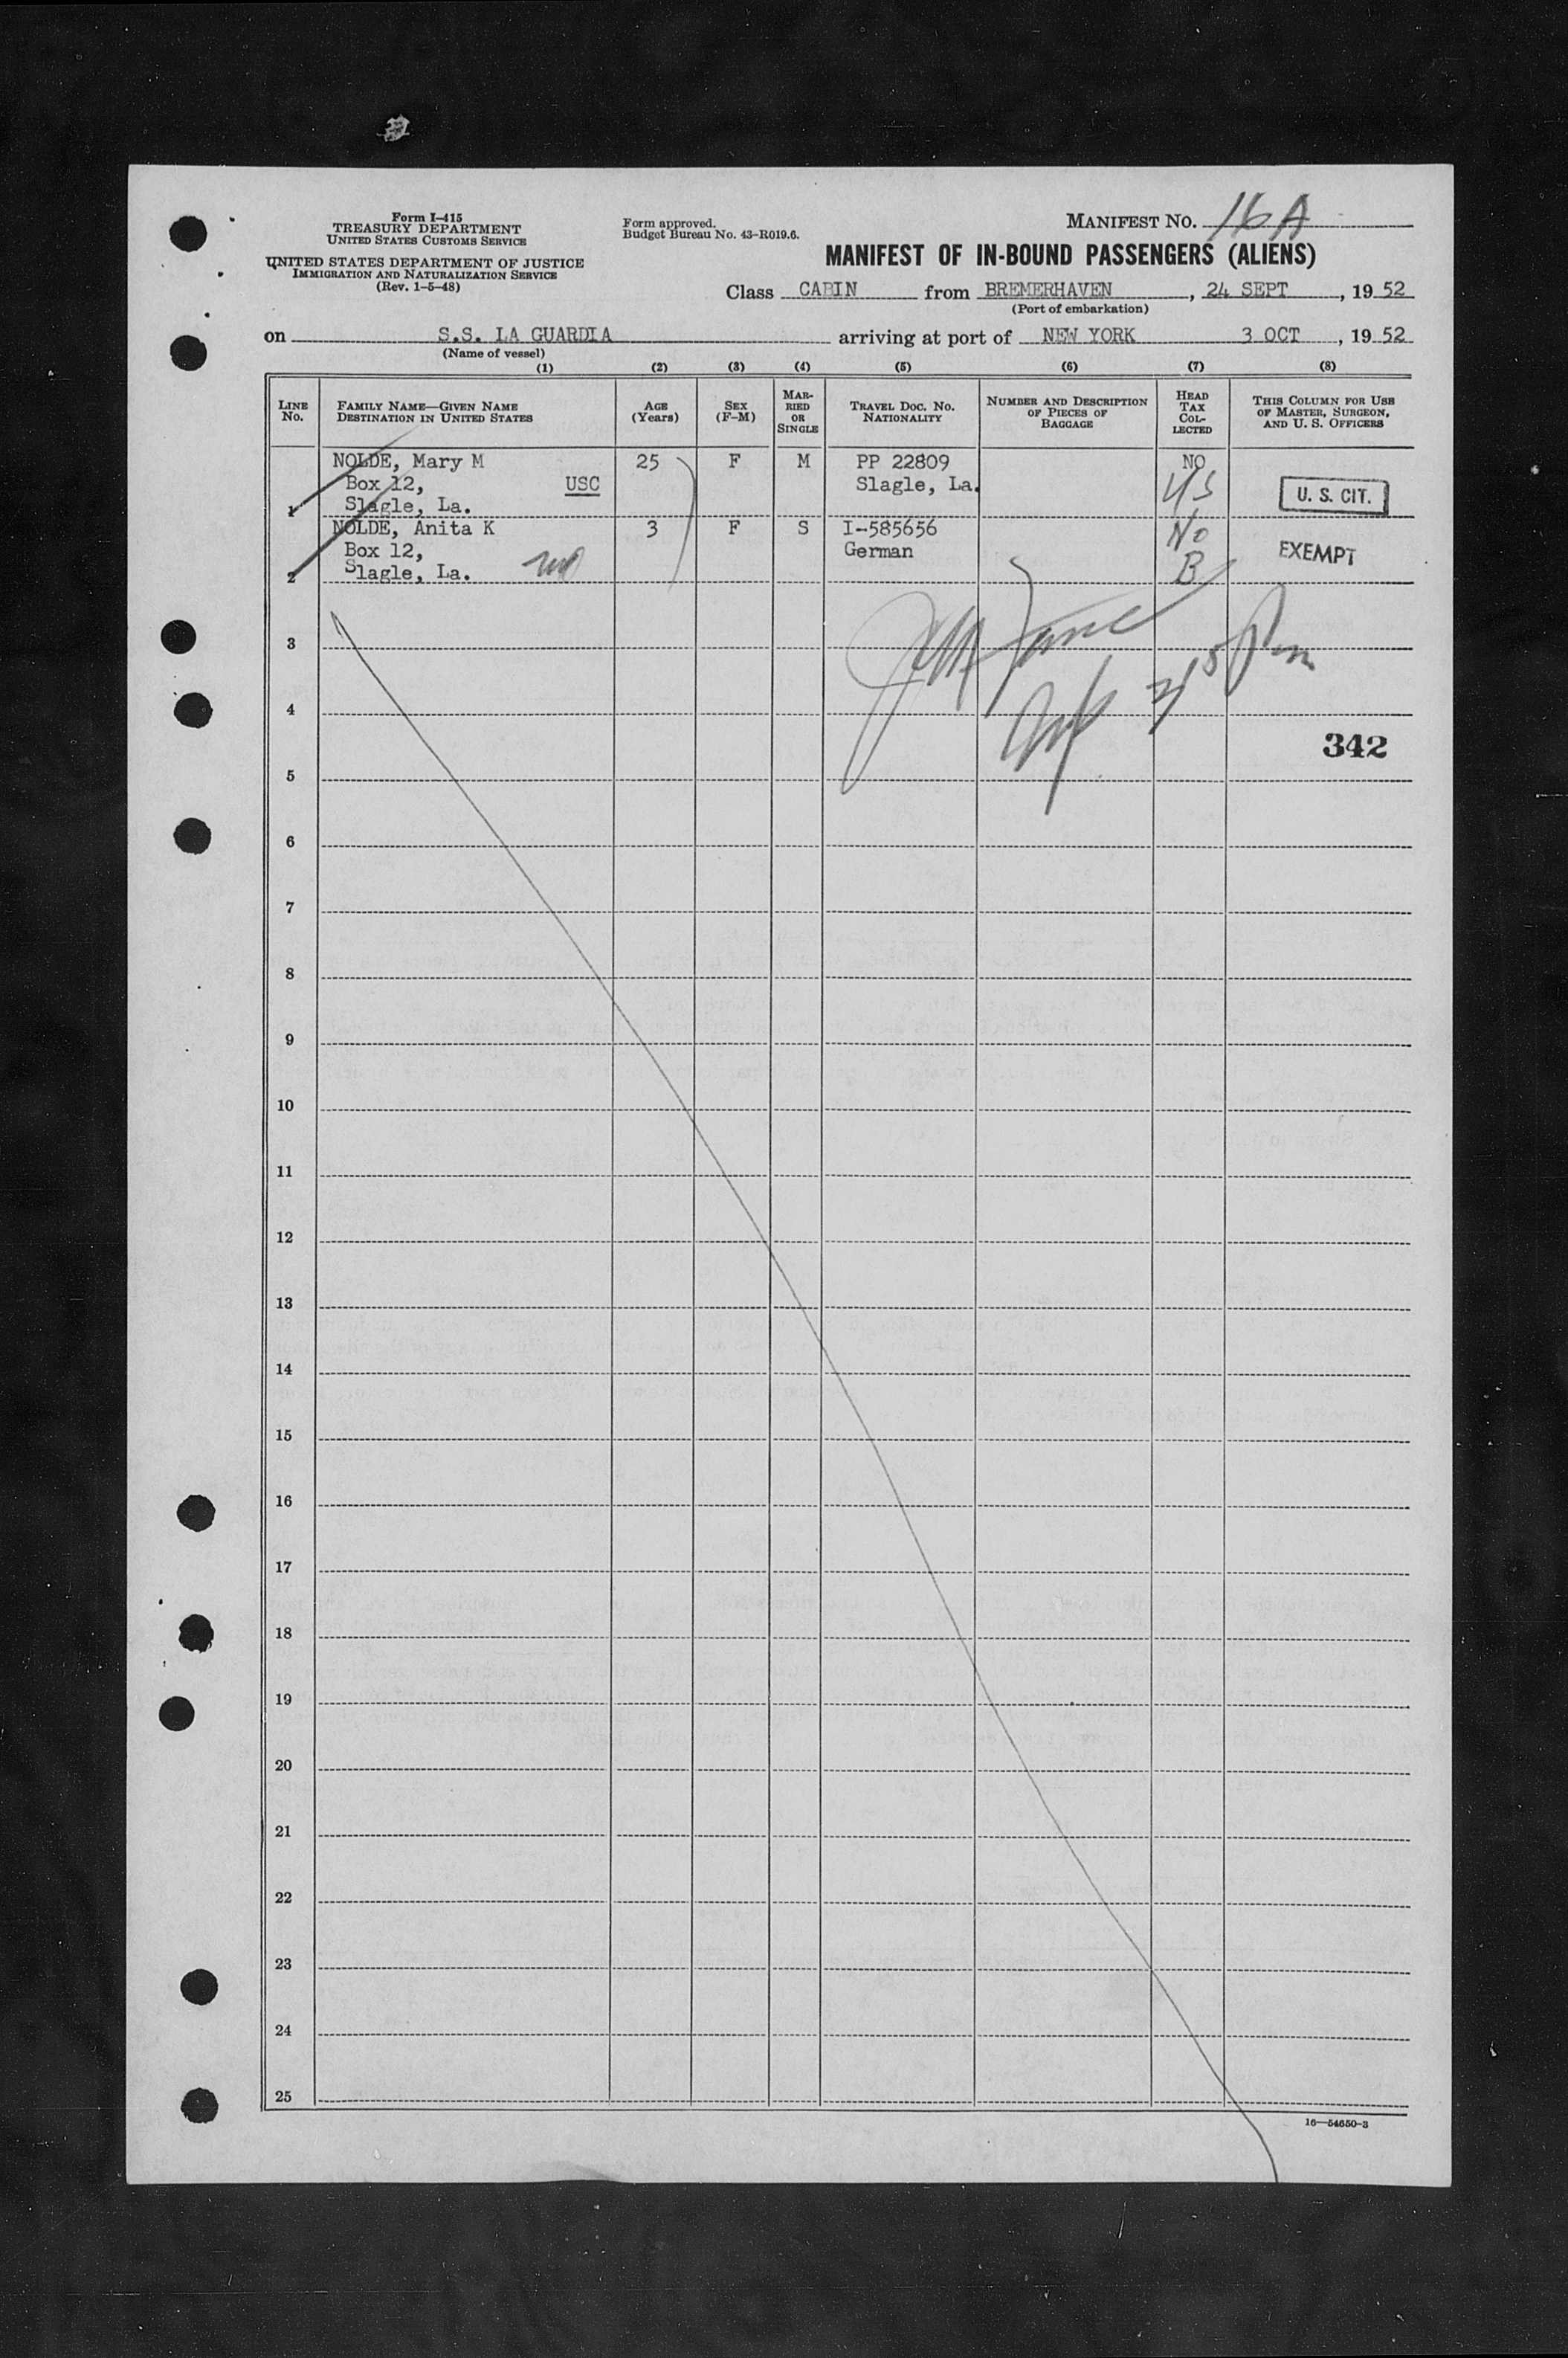 Form I-415
TREASURY DEPARTMENT
UNITED STATES CUSTOMS SERVICE
UNITED STATES DEPARTMENT OF JUSTICE
IMMIGRATION AND NATURALIZATION SERVICE
(Rev. 1-5-48)
Form approved.
Budget Bureau No. 43-R019.6.
MANIFEST NO. 16A
MANIFEST OF IN-BOUND PASSENGERS (ALIENS)
Class CABIN from BREMERHAVEN, 24 SEPT, 1952
(Port of embarkation)
on S.S. LA GUARDIA arriving at port of NEW YORK 3 OCT, 1952
(Name of vessel)
(1) (2) (3) (4) (5) (6) (7) (8)
LINE No. FAMILY NAME—GIVEN NAME DESTINATION IN UNITED STATES AGE (Years) SEX (F-M) MARRIED OR SINGLE TRAVEL DOC. NO. NATIONALITY NUMBER AND DESCRIPTION OF PIECES OF BAGGAGE HEAD TAX COLLECTED THIS COLUMN FOR USE OF MASTER, SURGEON, AND U. S. OFFICERS
NOLDE, Mary M 25 F M PP 22809 NO
Box 12, USC Slagle, La. US U. S. CIT.
1 Slagle, La.
NOLDE, Anita K 3 F S I-585656 No
Box 12, German EXEMPT
2 Slagle, La. B
3
4
342
5
6
7
8
9
10
11
12
13
14
15
16
17
18
19
20
21
22
23
24
25
16—54650-3